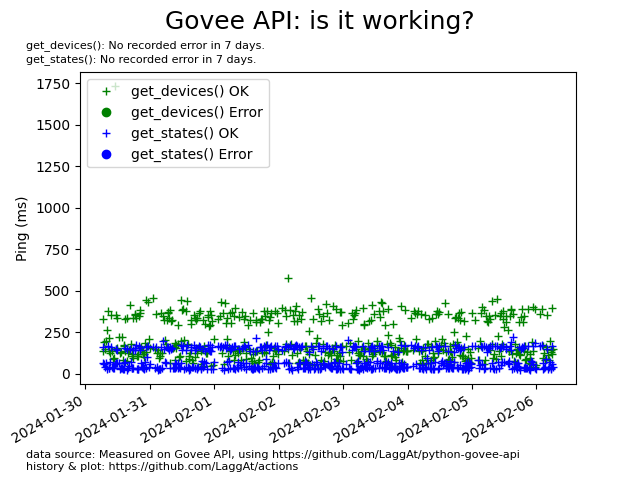 Govee API: is it working?
get_devices(): No recorded error in 7 days.
get_states(): No recorded error in 7 days.
get_devices() OK
get_devices() Error
get_states() OK
get_states() Error
Ping (ms)
1750
1500
1250
1000
750
500
250
0
2024-01-30
2024-01-31
2024-02-01
2024-02-02
2024-02-03
2024-02-04
2024-02-05
2024-02-06
data source: Measured on Govee API, using https://github.com/LaggAt/python-govee-api
history & plot: https://github.com/LaggAt/actions